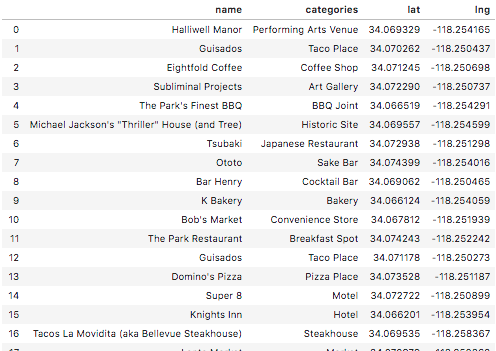 name categories lat lng
0 Halliwell Manor Performing Arts Venue 34.069329 -118.254165
1 Guisados Taco Place 34.070262 -118.250437
2 Eightfold Coffee Coffee Shop 34.071245 -118.250698
3 Subliminal Projects Art Gallery 34.072290 -118.250737
4 The Park's Finest BBQ BBQ Joint 34.066519 -118.254291
5 Michael Jackson's "Thriller" House (and Tree) Historic Site 34.069557 -118.254599
6 Tsubaki Japanese Restaurant 34.072938 -118.251298
7 Ototo Sake Bar 34.074399 -118.254016
8 Bar Henry Cocktail Bar 34.069062 -118.250465
9 K Bakery Bakery 34.066124 -118.254059
10 Bob's Market Convenience Store 34.067812 -118.251939
11 The Park Restaurant Breakfast Spot 34.074243 -118.252242
12 Guisados Taco Place 34.071178 -118.250273
13 Domino's Pizza Pizza Place 34.073528 -118.251187
14 Super 8 Motel 34.072722 -118.250899
15 Knights Inn Hotel 34.066201 -118.253954
16 Tacos La Movidita (aka Bellevue Steakhouse) Steakhouse 34.069535 -118.258367